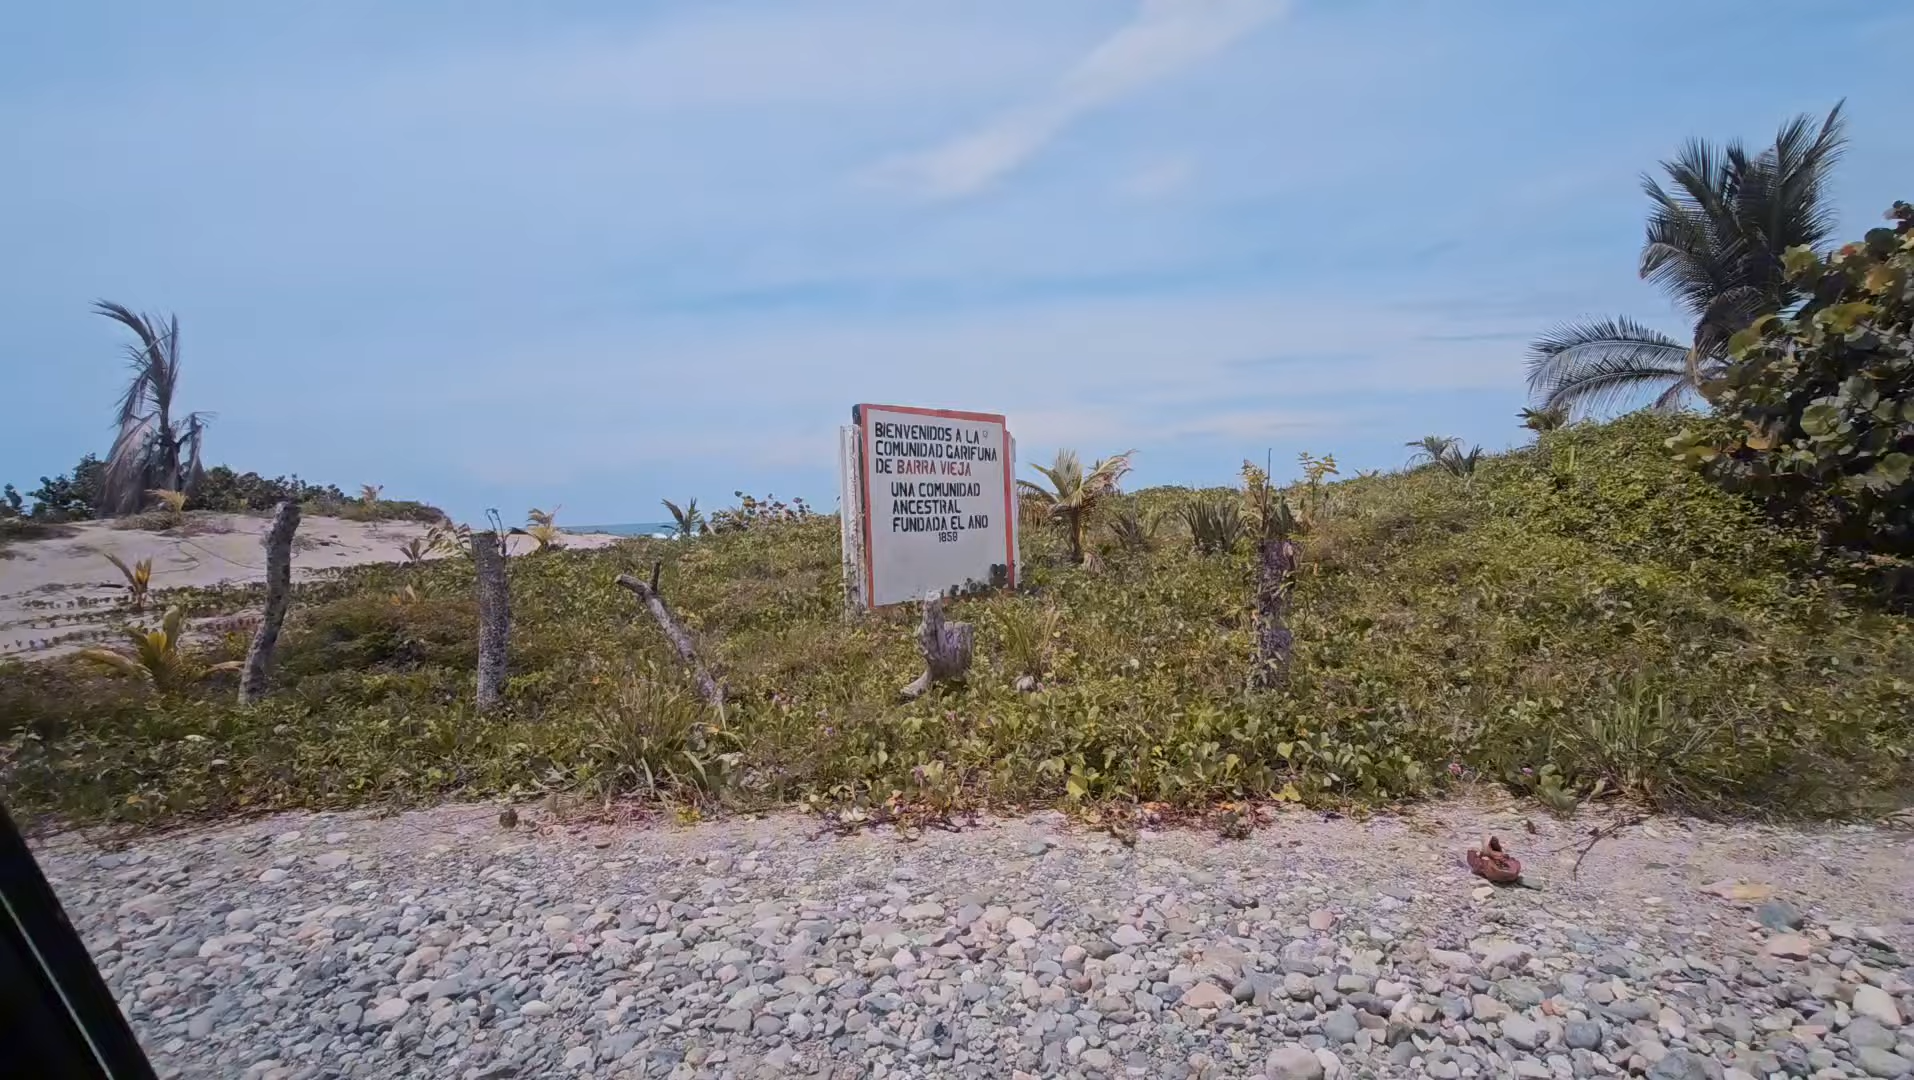 BIENVENIDOS A LA
COMUNIDAD GARIFUNA
DE BARRA VIEJA
UNA COMUNIDAD
ANCESTRAL
FUNDADA EL AÑO
1858